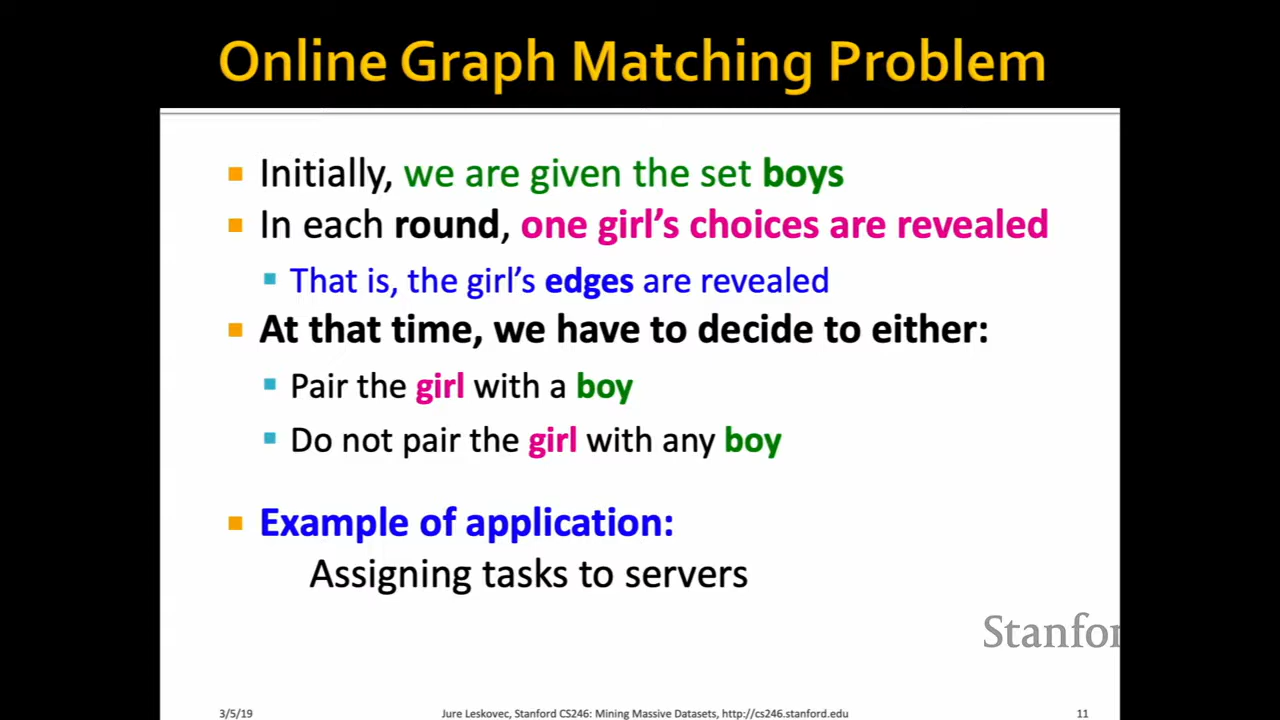 Online Graph Matching Problem
Initially, we are given the set boys
In each round, one girl's choices are revealed
That is, the girl's edges are revealed
At that time, we have to decide to either:
Pair the girl with a boy
Do not pair the girl with any boy
Example of application:
Assigning tasks to servers
Stanfor
3/5/19
Jure Leskovec, Stanford CS246: Mining Massive Datasets, http://cs246.stanford.edu
11